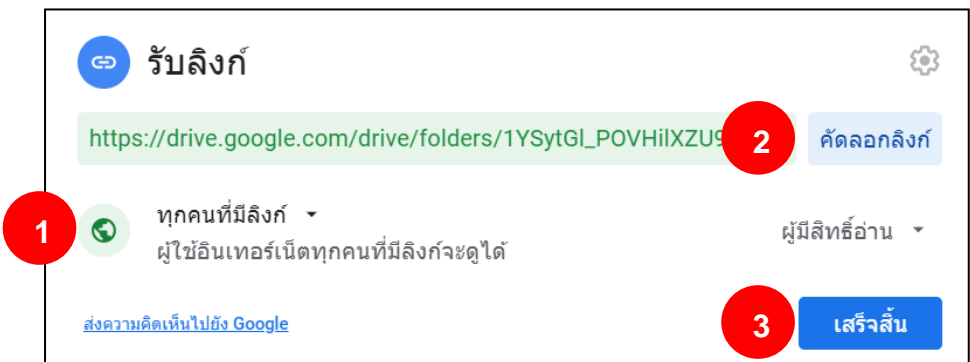 รับลิงก์
https://drive.google.com/drive/folders/1YSytGl_POVHilXZU9 2 คัดลอกลิงก์
1 ทุกคนที่มีลิงก์
ผู้ใช้อินเทอร์เน็ตทุกคนที่มีลิงก์จะดูได้ ผู้มีสิทธิ์อ่าน
ส่งความคิดเห็นไปยัง Google 3 เสร็จสิ้น